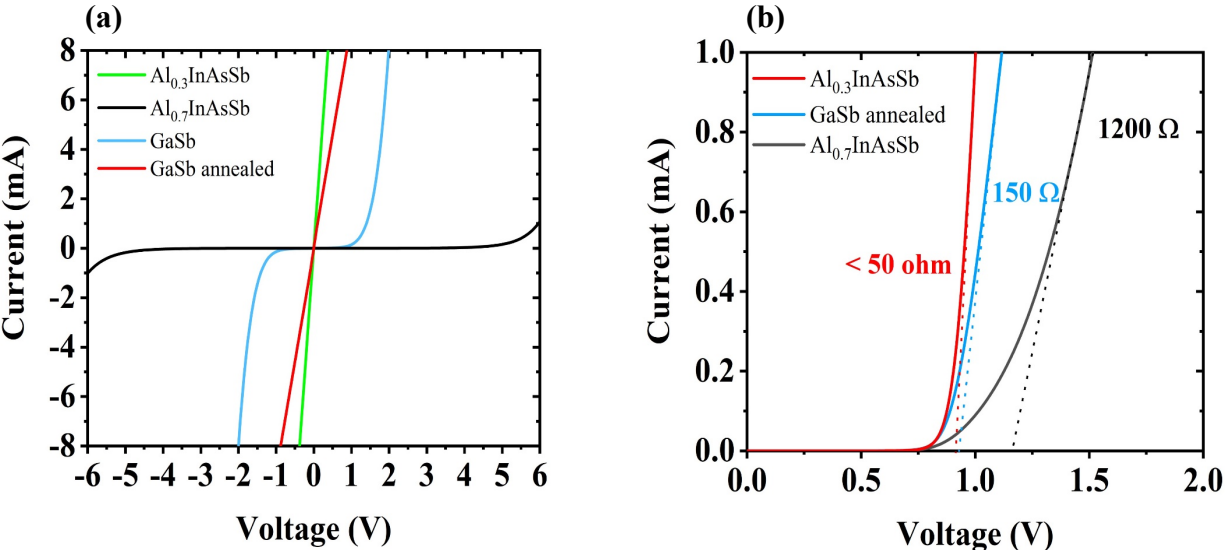 (a)
Current (mA)
8
6
4
2
0
-2
-4
-6
-8
Al0.3InAsSb
Al0.7InAsSb
GaSb
GaSb annealed
-6 -5 -4 -3 -2 -1 0 1 2 3 4 5 6
Voltage (V)
(b)
Current (mA)
1.0
0.8
0.6
0.4
0.2
0.0
Al0.3InAsSb
GaSb annealed
Al0.7InAsSb
1200 Ω
150 Ω
< 50 ohm
0.0 0.5 1.0 1.5 2.0
Voltage (V)